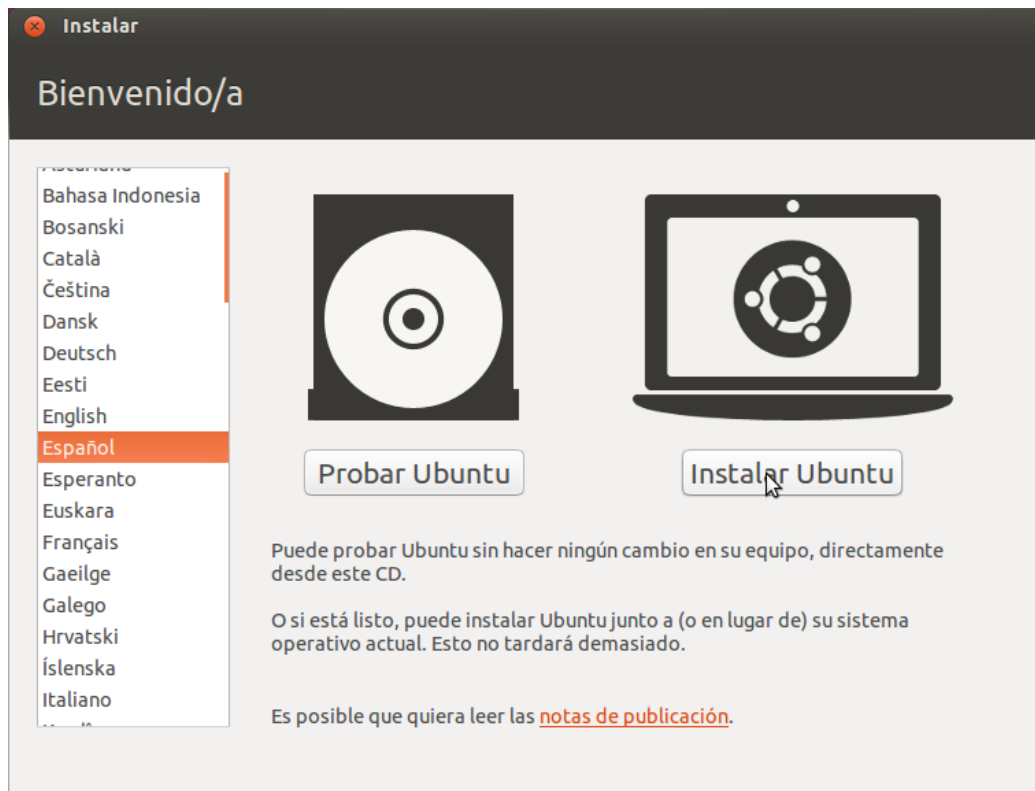 Instalar
Bienvenido/a
Bahasa Indonesia
Bosanski
Català
Čeština
Dansk
Deutsch
Eesti
English
Español
Esperanto
Euskara
Français
Gaeilge
Galego
Hrvatski
Íslenska
Italiano
Probar Ubuntu
Instalar Ubuntu
Puede probar Ubuntu sin hacer ningún cambio en su equipo, directamente
desde este CD.
O si está listo, puede instalar Ubuntu junto a (o en lugar de) su sistema
operativo actual. Esto no tardará demasiado.
Es posible que quiera leer las notas de publicación.